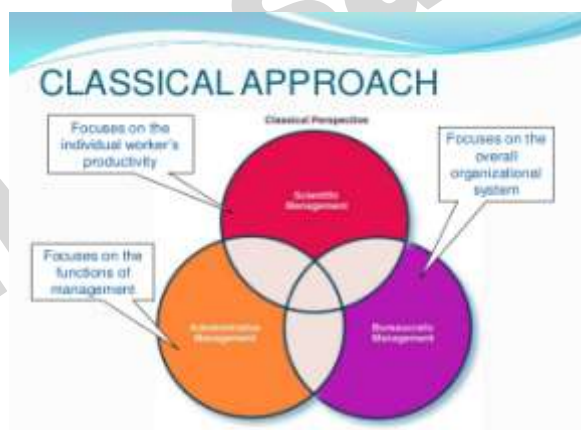 CLASSICAL APPROACH
Classical Perspective
Focuses on the
individual worker's
productivity
Focuses on the
overall
organizational
system
Scientific
Management
Focuses on the
functions of
management
Administrative
Management
Bureaucratic
Management